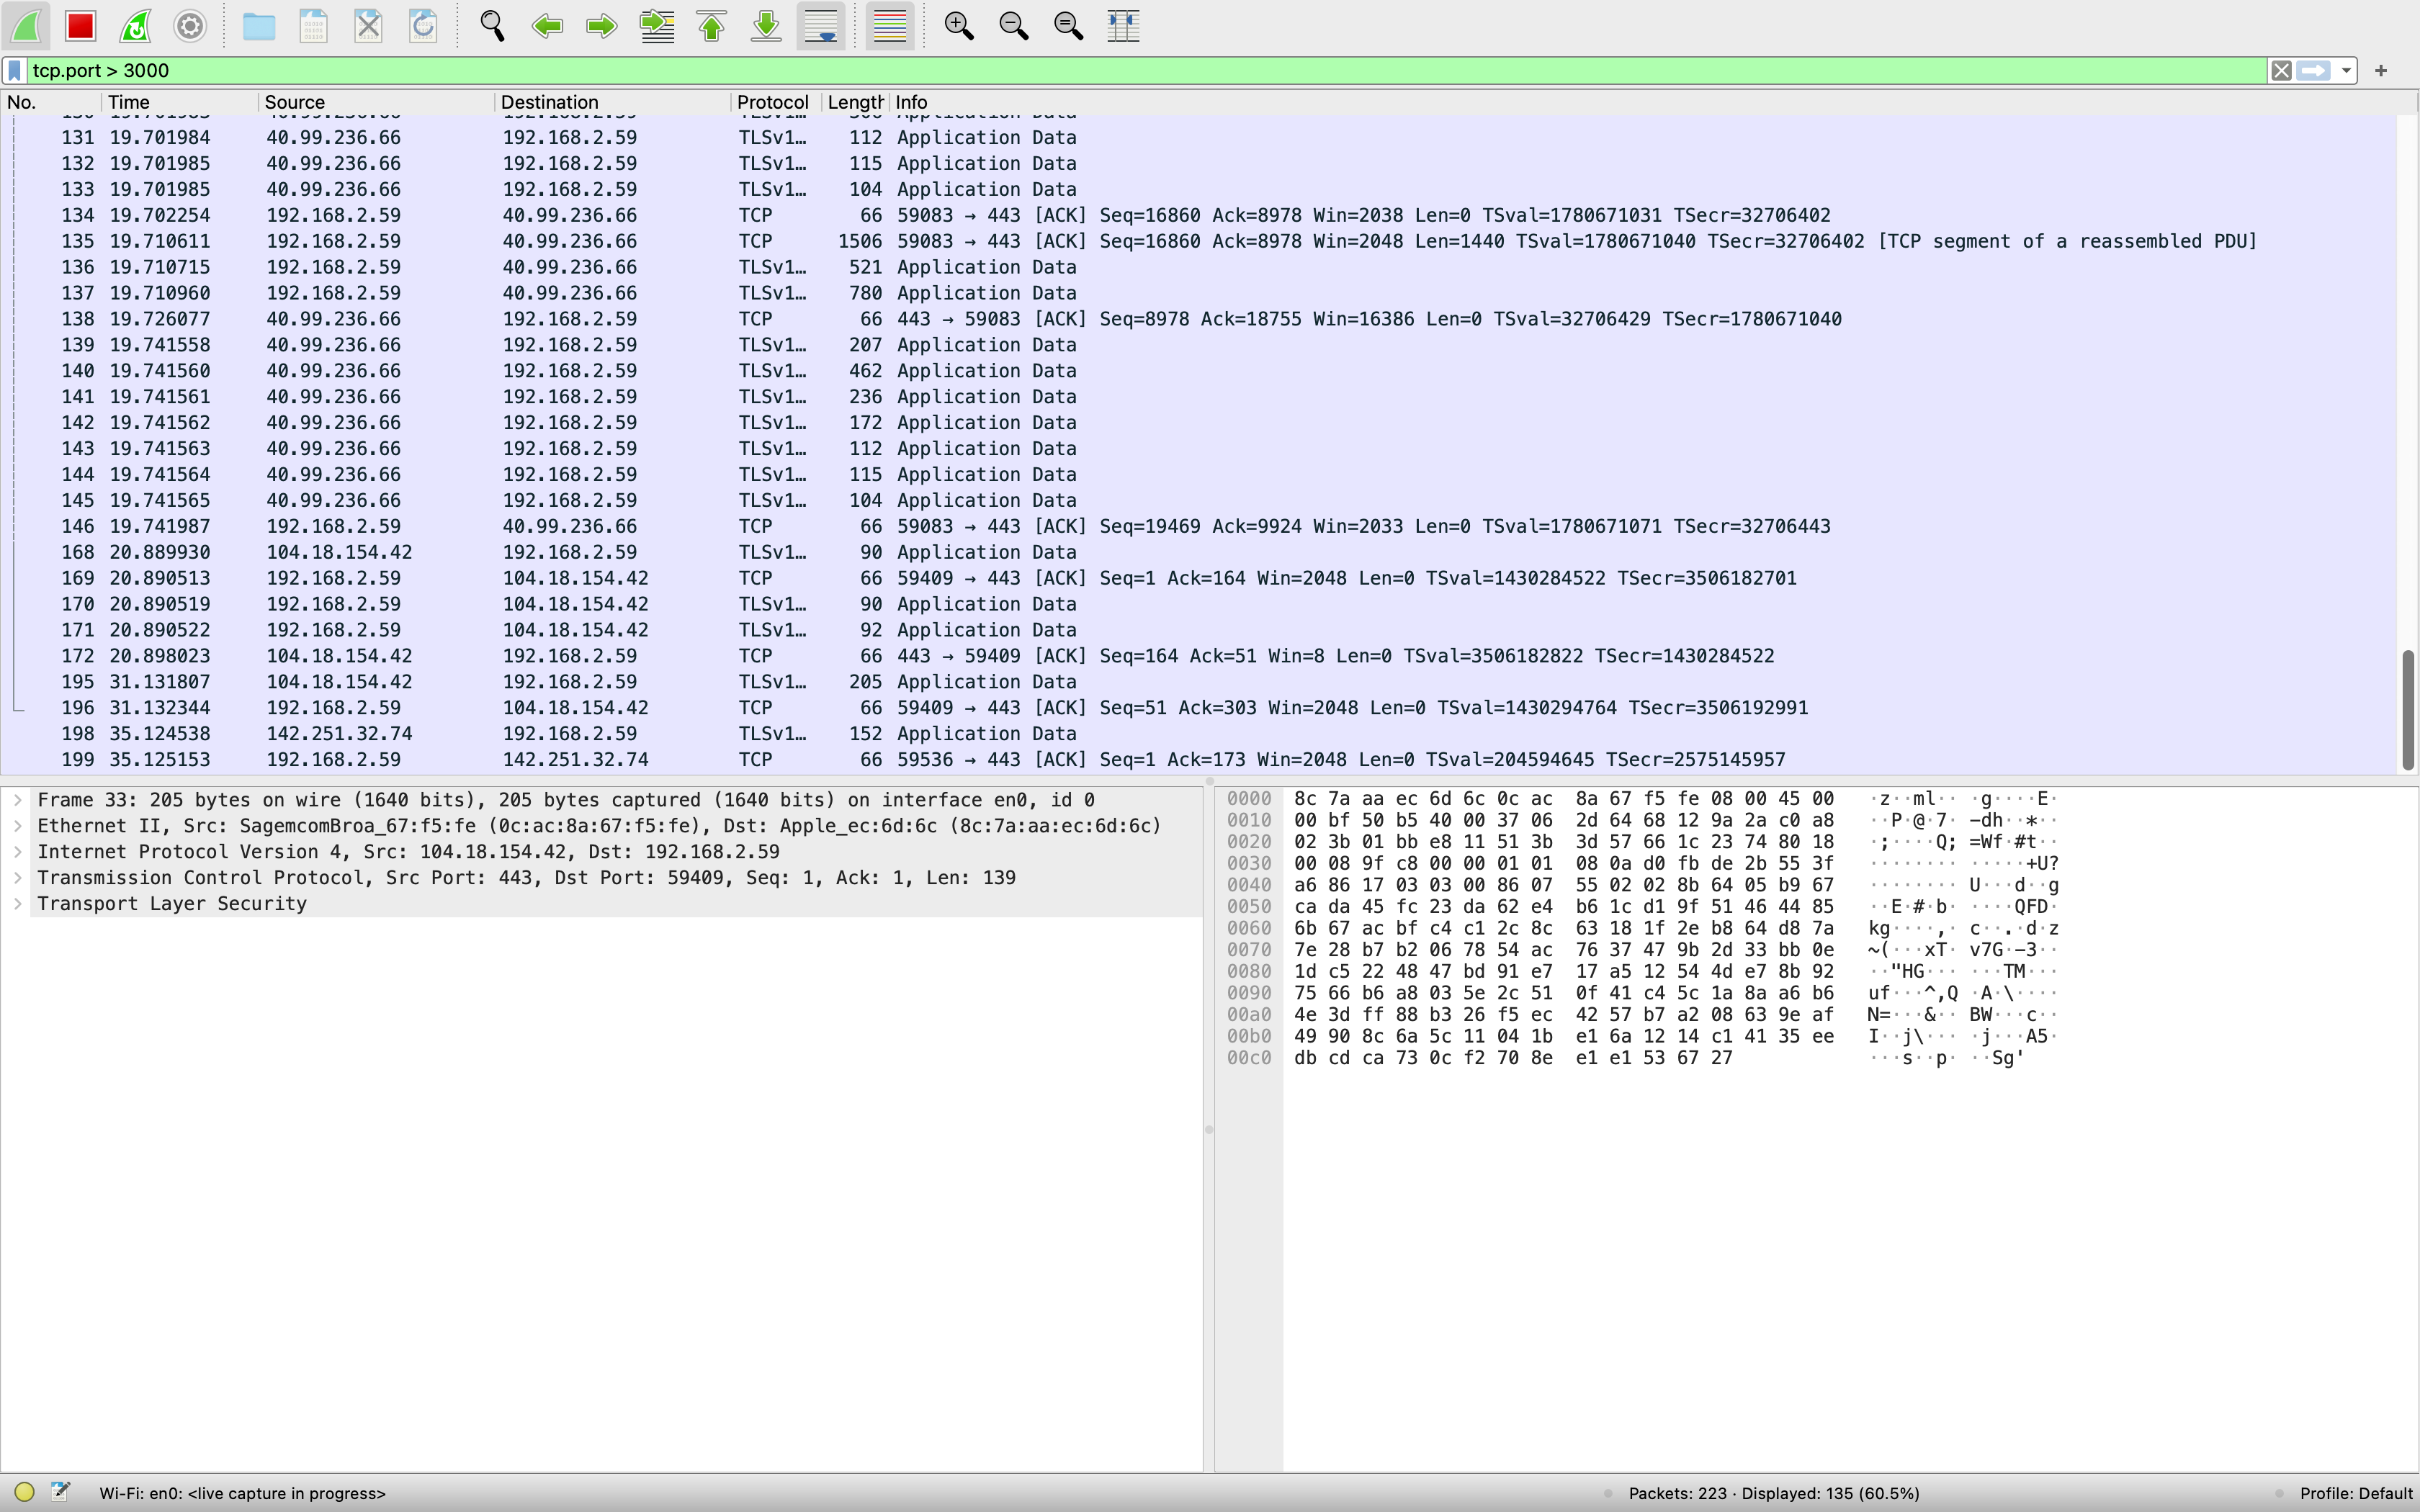 tcp.port > 3000
No. Time Source Destination Protocol Length Info
131 19.701984 40.99.236.66 192.168.2.59 TLSv1… 112 Application Data
132 19.701985 40.99.236.66 192.168.2.59 TLSv1… 115 Application Data
133 19.701985 40.99.236.66 192.168.2.59 TLSv1… 104 Application Data
134 19.702254 192.168.2.59 40.99.236.66 TCP 66 59083 → 443 [ACK] Seq=16860 Ack=8978 Win=2038 Len=0 TSval=1780671031 TSecr=32706402
135 19.710611 192.168.2.59 40.99.236.66 TCP 1506 59083 → 443 [ACK] Seq=16860 Ack=8978 Win=2048 Len=1440 TSval=1780671040 TSecr=32706402 [TCP segment of a reassembled PDU]
136 19.710715 192.168.2.59 40.99.236.66 TLSv1… 521 Application Data
137 19.710960 192.168.2.59 40.99.236.66 TLSv1… 780 Application Data
138 19.726077 40.99.236.66 192.168.2.59 TCP 66 443 → 59083 [ACK] Seq=8978 Ack=18755 Win=16386 Len=0 TSval=32706429 TSecr=1780671040
139 19.741558 40.99.236.66 192.168.2.59 TLSv1… 207 Application Data
140 19.741560 40.99.236.66 192.168.2.59 TLSv1… 462 Application Data
141 19.741561 40.99.236.66 192.168.2.59 TLSv1… 236 Application Data
142 19.741562 40.99.236.66 192.168.2.59 TLSv1… 172 Application Data
143 19.741563 40.99.236.66 192.168.2.59 TLSv1… 112 Application Data
144 19.741564 40.99.236.66 192.168.2.59 TLSv1… 115 Application Data
145 19.741565 40.99.236.66 192.168.2.59 TLSv1… 104 Application Data
146 19.741987 192.168.2.59 40.99.236.66 TCP 66 59083 → 443 [ACK] Seq=19469 Ack=9924 Win=2033 Len=0 TSval=1780671071 TSecr=32706443
168 20.889930 104.18.154.42 192.168.2.59 TLSv1… 90 Application Data
169 20.890513 192.168.2.59 104.18.154.42 TCP 66 59409 → 443 [ACK] Seq=1 Ack=164 Win=2048 Len=0 TSval=1430284522 TSecr=3506182701
170 20.890519 192.168.2.59 104.18.154.42 TLSv1… 90 Application Data
171 20.890522 192.168.2.59 104.18.154.42 TLSv1… 92 Application Data
172 20.898023 104.18.154.42 192.168.2.59 TCP 66 443 → 59409 [ACK] Seq=164 Ack=51 Win=8 Len=0 TSval=3506182822 TSecr=1430284522
195 31.131807 104.18.154.42 192.168.2.59 TLSv1… 205 Application Data
196 31.132344 192.168.2.59 104.18.154.42 TCP 66 59409 → 443 [ACK] Seq=51 Ack=303 Win=2048 Len=0 TSval=1430294764 TSecr=3506192991
198 35.124538 142.251.32.74 192.168.2.59 TLSv1… 152 Application Data
199 35.125153 192.168.2.59 142.251.32.74 TCP 66 59536 → 443 [ACK] Seq=1 Ack=173 Win=2048 Len=0 TSval=204594645 TSecr=2575145957
Frame 33: 205 bytes on wire (1640 bits), 205 bytes captured (1640 bits) on interface en0, id 0
Ethernet II, Src: SagemcomBroa_67:f5:fe (0c:ac:8a:67:f5:fe), Dst: Apple_ec:6d:6c (8c:7a:aa:ec:6d:6c)
Internet Protocol Version 4, Src: 104.18.154.42, Dst: 192.168.2.59
Transmission Control Protocol, Src Port: 443, Dst Port: 59409, Seq: 1, Ack: 1, Len: 139
Transport Layer Security
0000 8c 7a aa ec 6d 6c 0c ac 8a 67 f5 fe 08 00 45 00 ·z··ml·· ·g····E·
0010 00 bf 50 b5 40 00 37 06 2d 64 68 12 9a 2a c0 a8 ··P·@·7· -dh··*··
0020 02 3b 01 bb e8 11 51 3b 3d 57 66 1c 23 74 80 18 ·;····Q; =Wf·#t··
0030 00 08 9f c8 00 00 01 01 08 0a d0 fb de 2b 55 3f ········ ·····+U?
0040 a6 86 17 03 03 00 86 07 55 02 02 8b 64 05 b9 67 ········ U···d··g
0050 ca da 45 fc 23 da 62 e4 b6 1c d1 9f 51 46 44 85 ··E·#·b· ····QFD·
0060 6b 67 ac bf c4 c1 2c 8c 63 18 1f 2e b8 64 d8 7a kg····,· c··.·d·z
0070 7e 28 b7 b2 06 78 54 ac 76 37 47 9b 2d 33 bb 0e ~(···xT· v7G·-3··
0080 1d c5 22 48 47 bd 91 e7 17 a5 12 54 4d e7 8b 92 ··"HG··· ···TM···
0090 75 66 b6 a8 03 5e 2c 51 0f 41 c4 5c 1a 8a a6 b6 uf···^,Q ·A·\····
00a0 4e 3d ff 88 b3 26 f5 ec 42 57 b7 a2 08 63 9e af N=···&·· BW···c··
00b0 49 90 8c 6a 5c 11 04 1b e1 6a 12 14 c1 41 35 ee I··j\··· ·j···A5·
00c0 db cd ca 73 0c f2 70 8e e1 e1 53 67 27 ···s··p· ··Sg'
Wi-Fi: en0: <live capture in progress> Packets: 223 · Displayed: 135 (60.5%) Profile: Default